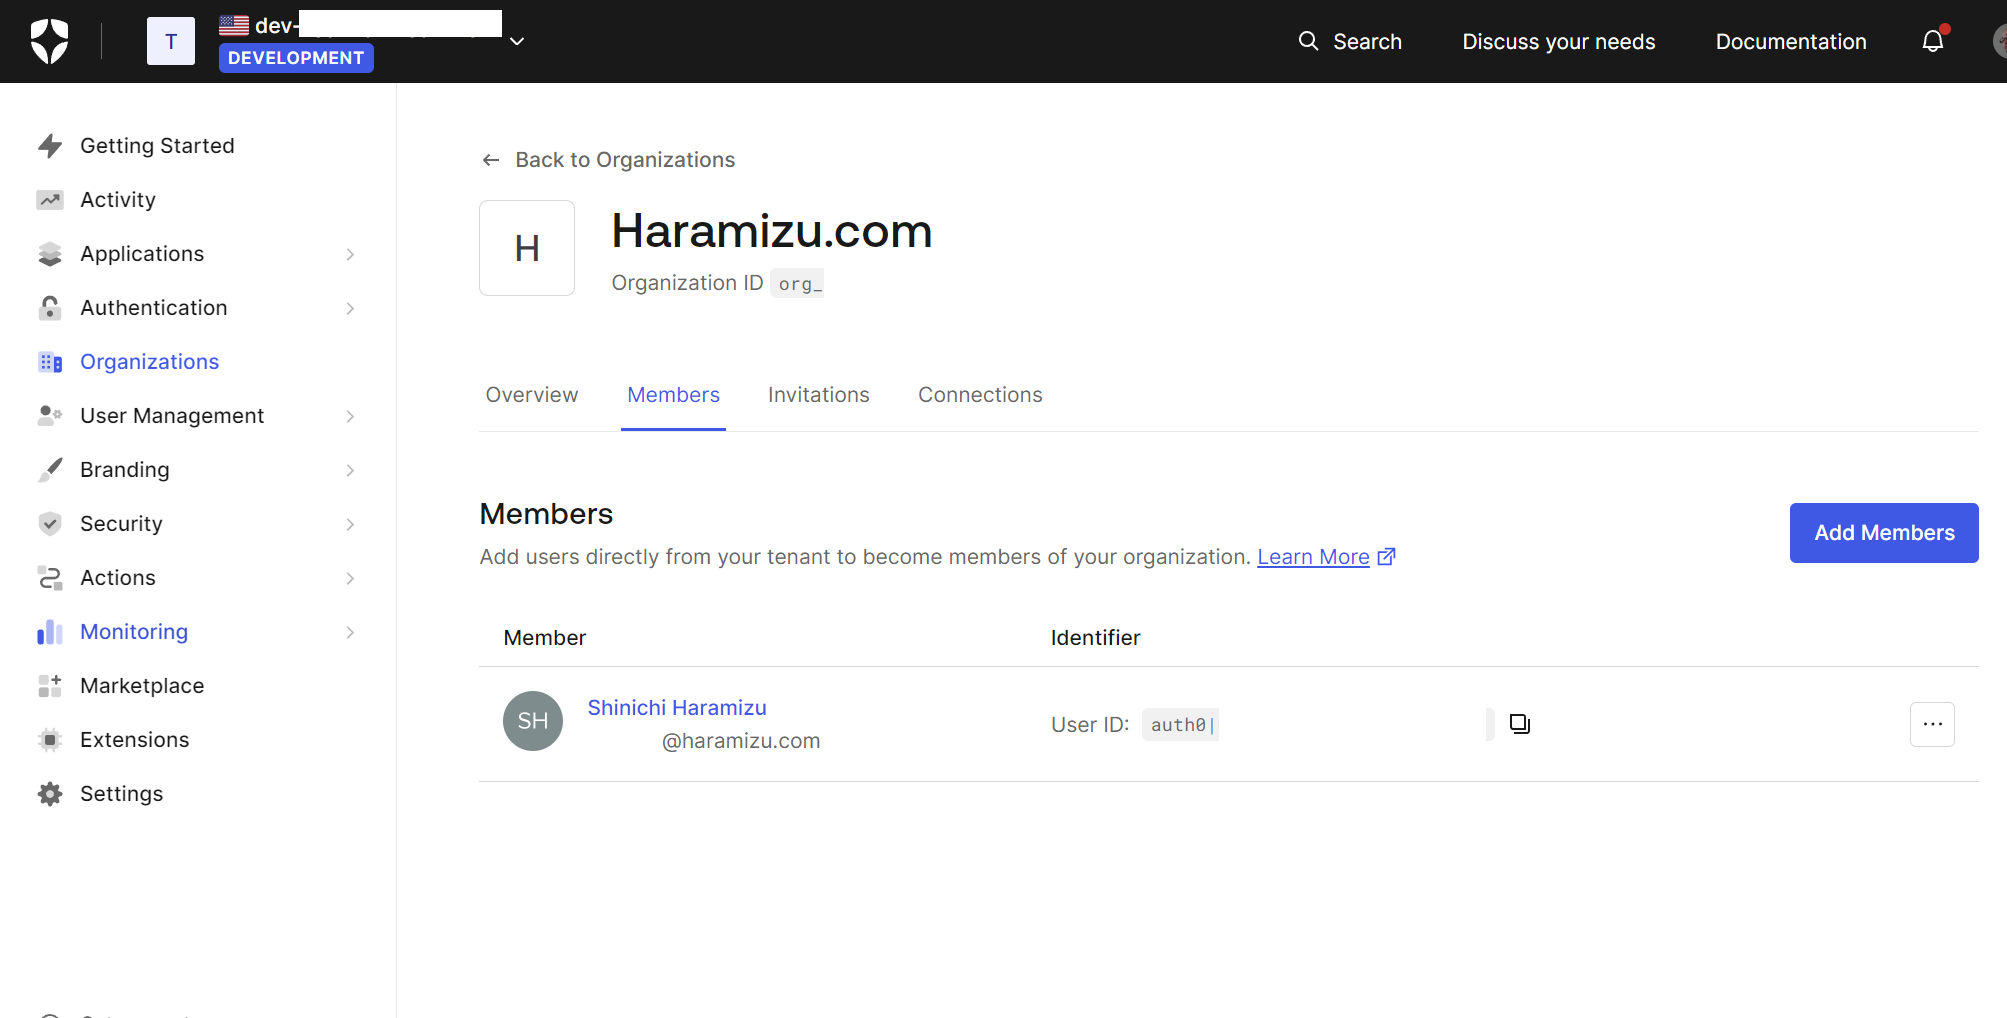 T
dev-
DEVELOPMENT
Search
Discuss your needs
Documentation
Getting Started
Activity
Applications
Authentication
Organizations
User Management
Branding
Security
Actions
Monitoring
Marketplace
Extensions
Settings
Back to Organizations
H
Haramizu.com
Organization ID org_
Overview
Members
Invitations
Connections
Members
Add users directly from your tenant to become members of your organization. Learn More
Add Members
Member
Identifier
SH
Shinichi Haramizu
@haramizu.com
User ID: auth0|